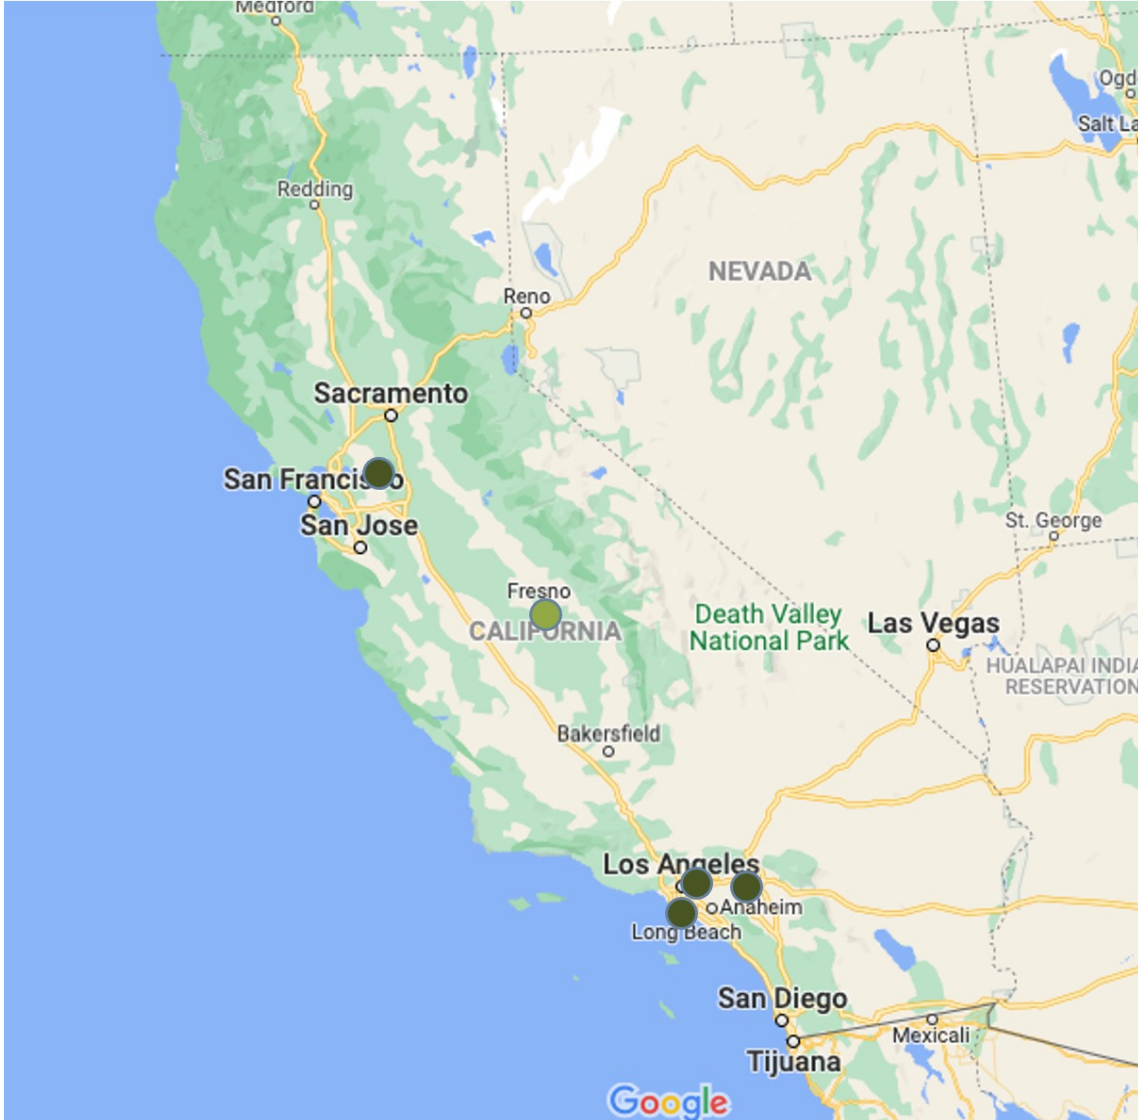 Medford
Ogd
Salt La
Redding
NEVADA
Reno
Sacramento
San Francisco
San Jose
St. George
Fresno
CALIFORNIA
Death Valley
National Park
Las Vegas
HUALAPAI INDIA
RESERVATION
Bakersfield
Los Angeles
Anaheim
Long Beach
San Diego
Mexicali
Tijuana
Google